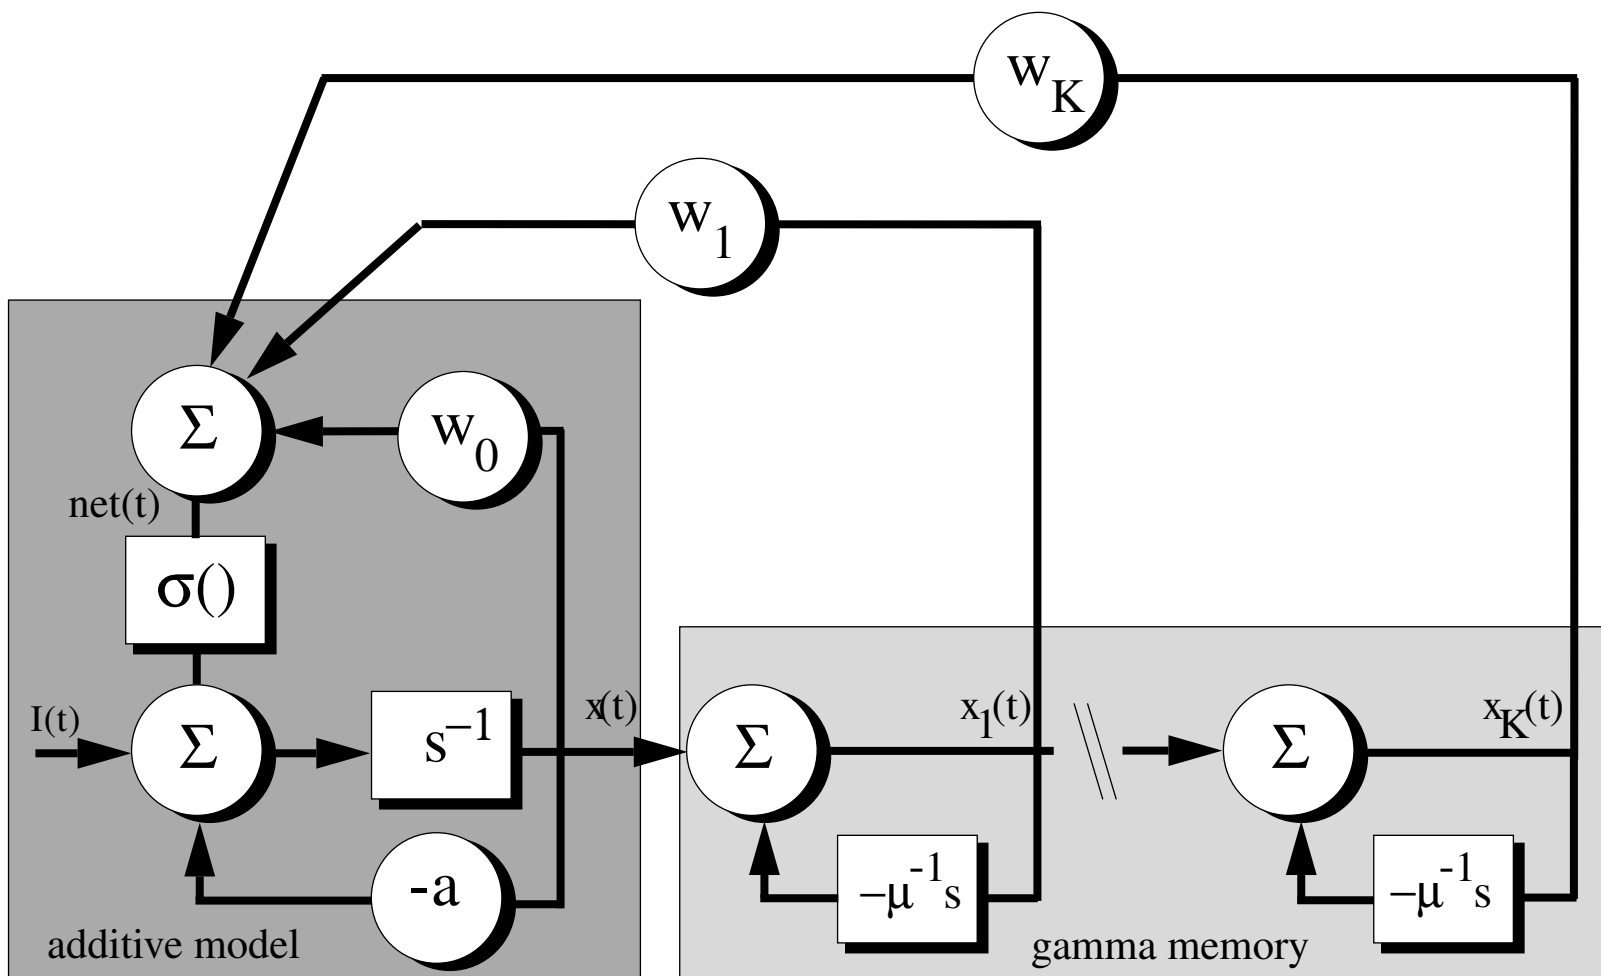 w_K
w_1
Σ
w_0
net(t)
σ()
I(t)
Σ
s^−1
x(t)
Σ
x_1(t)
Σ
x_K(t)
-a
−μ^-1 s
−μ^-1 s
additive model
gamma memory